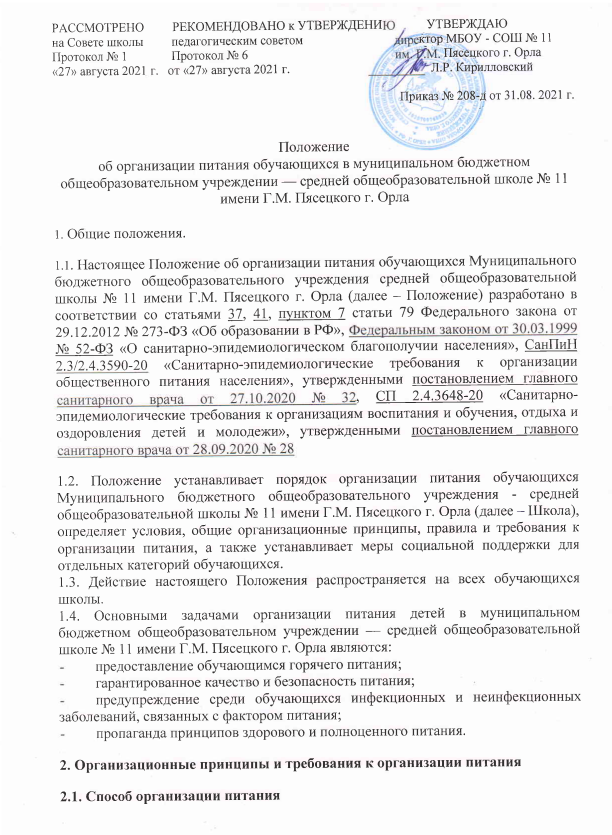 РАССМОТРЕНО РЕКОМЕНДОВАНО к УТВЕРЖДЕНИЮ УТВЕРЖДАЮ
на Совете школы педагогическим советом директор МБОУ - СОШ № 11
Протокол № 1 Протокол № 6 им. Г.М. Пясецкого г. Орла
«27» августа 2021 г. от «27» августа 2021 г. Л.Р. Кирилловский
Приказ № 208-д от 31.08. 2021 г.
Положение
об организации питания обучающихся в муниципальном бюджетном
общеобразовательном учреждении — средней общеобразовательной школе № 11
имени Г.М. Пясецкого г. Орла
1. Общие положения.
1.1. Настоящее Положение об организации питания обучающихся Муниципального
бюджетного общеобразовательного учреждения средней общеобразовательной
школы № 11 имени Г.М. Пясецкого г. Орла (далее – Положение) разработано в
соответствии со статьями 37, 41, пунктом 7 статьи 79 Федерального закона от
29.12.2012 № 273-ФЗ «Об образовании в РФ», Федеральным законом от 30.03.1999
№ 52-ФЗ «О санитарно-эпидемиологическом благополучии населения», СанПиН
2.3/2.4.3590-20 «Санитарно-эпидемиологические требования к организации
общественного питания населения», утвержденными постановлением главного
санитарного врача от 27.10.2020 № 32, СП 2.4.3648-20 «Санитарно-
эпидемиологические требования к организациям воспитания и обучения, отдыха и
оздоровления детей и молодежи», утвержденными постановлением главного
санитарного врача от 28.09.2020 № 28
1.2. Положение устанавливает порядок организации питания обучающихся
Муниципального бюджетного общеобразовательного учреждения - средней
общеобразовательной школы № 11 имени Г.М. Пясецкого г. Орла (далее – Школа),
определяет условия, общие организационные принципы, правила и требования к
организации питания, а также устанавливает меры социальной поддержки для
отдельных категорий обучающихся.
1.3. Действие настоящего Положения распространяется на всех обучающихся
школы.
1.4. Основными задачами организации питания детей в муниципальном
бюджетном общеобразовательном учреждении — средней общеобразовательной
школе № 11 имени Г.М. Пясецкого г. Орла являются:
- предоставление обучающимся горячего питания;
- гарантированное качество и безопасность питания;
- предупреждение среди обучающихся инфекционных и неинфекционных
заболеваний, связанных с фактором питания;
- пропаганда принципов здорового и полноценного питания.
2. Организационные принципы и требования к организации питания
2.1. Способ организации питания